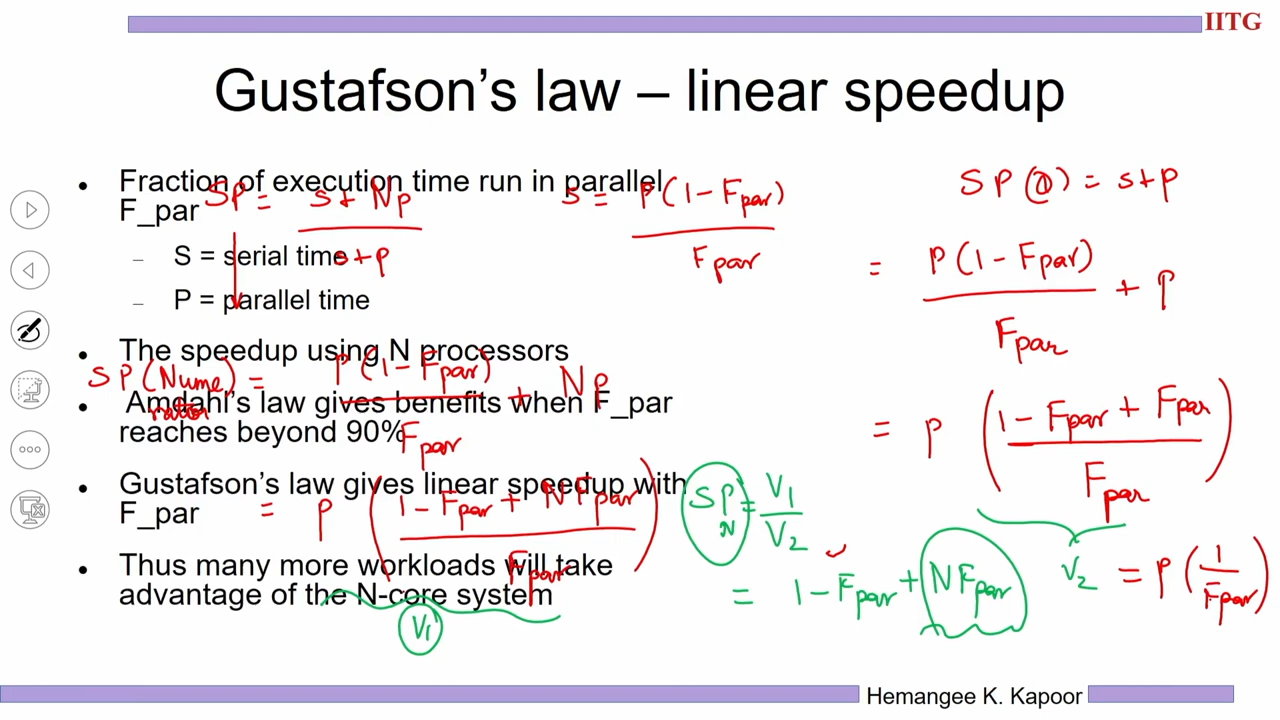 IITG
Gustafson's law – linear speedup
• Fraction of execution time run in parallel
F_par
– S = serial time
– P = parallel time
• The speedup using N processors
• Amdahl's law gives benefits when F_par
reaches beyond 90%
• Gustafson's law gives linear speedup with
F_par
• Thus many more workloads will take
advantage of the N-core system
SP = s + Np
s + p
s = P(1 - Fpar)
Fpar
SP(Nume rator) = P(1 - Fpar) + Np
Fpar
= P (1 - Fpar + N Fpar)
Fpar
V1
= s + p
= P(1 - Fpar) + P
Fpar
= P (1 - Fpar + Fpar)
Fpar
V2 = P (1
Fpar)
SP N = V1
V2
= 1 - Fpar + N Fpar
Hemangee K. Kapoor